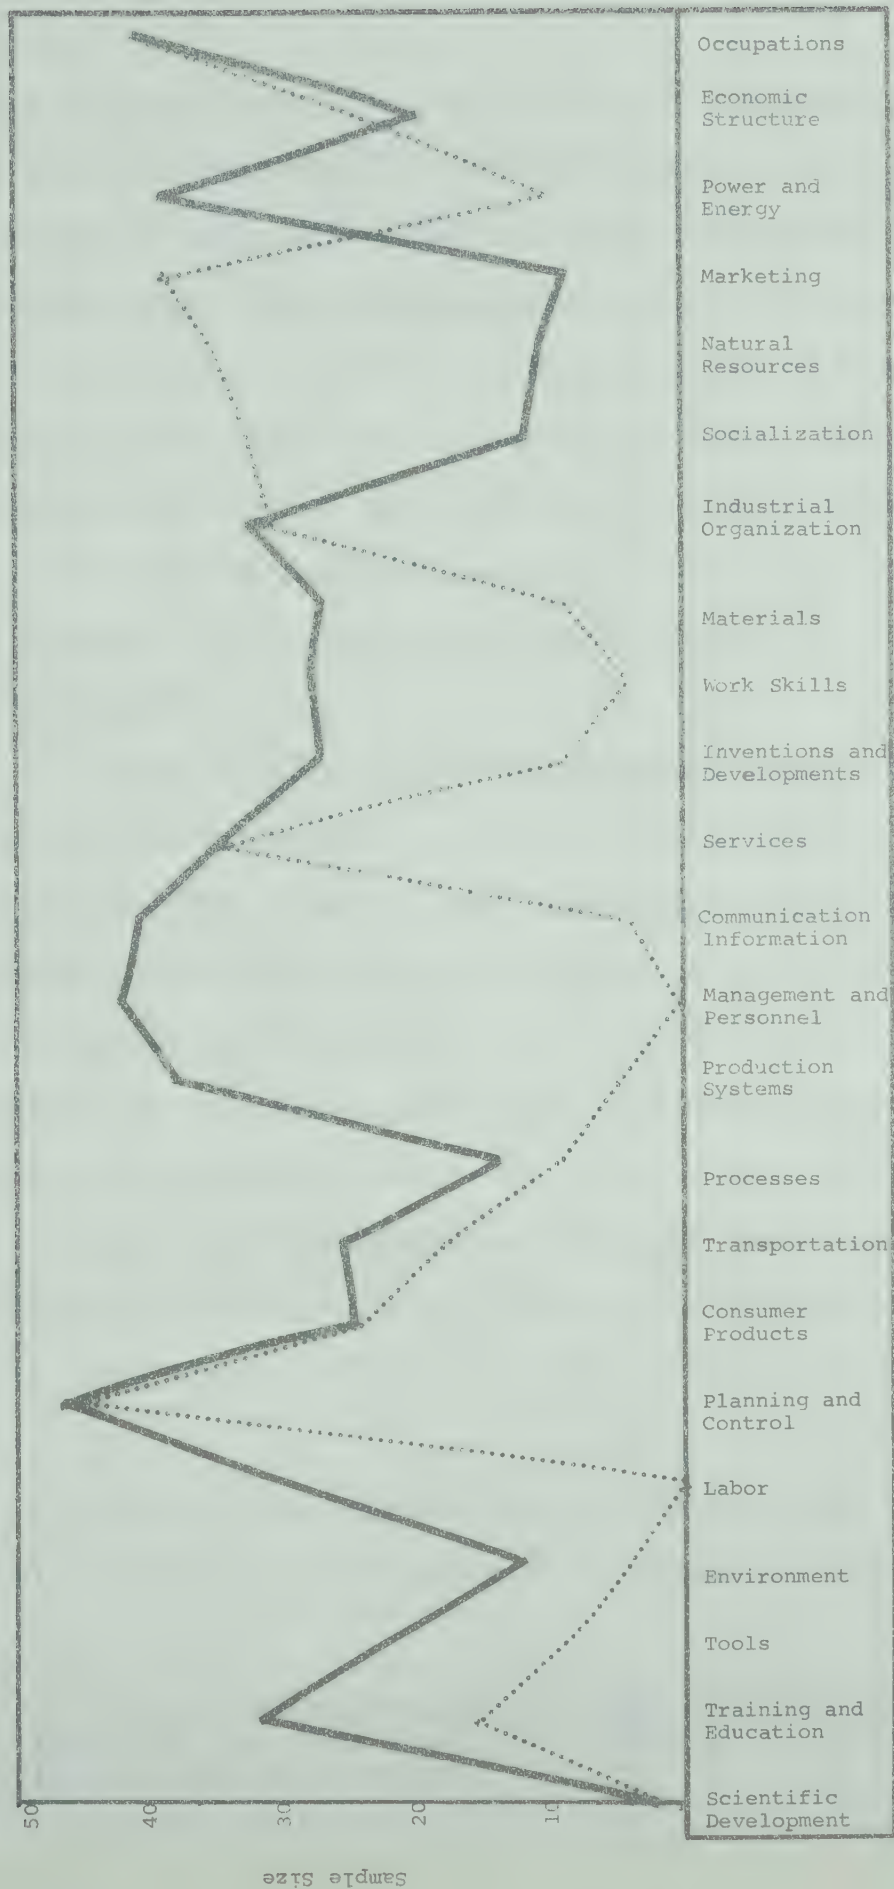 Occupations
Economic
Structure
Power and
Energy
Marketing
Natural
Resources
Socialization
Industrial
Organization
Materials
Work Skills
Inventions and
Developments
Services
Communication
Information
Management and
Personnel
Production
Systems
Processes
Transportation
Consumer
Products
Planning and
Control
Labor
Environment
Tools
Training and
Education
Scientific
Development
50
40
30
20
10
Sample Size